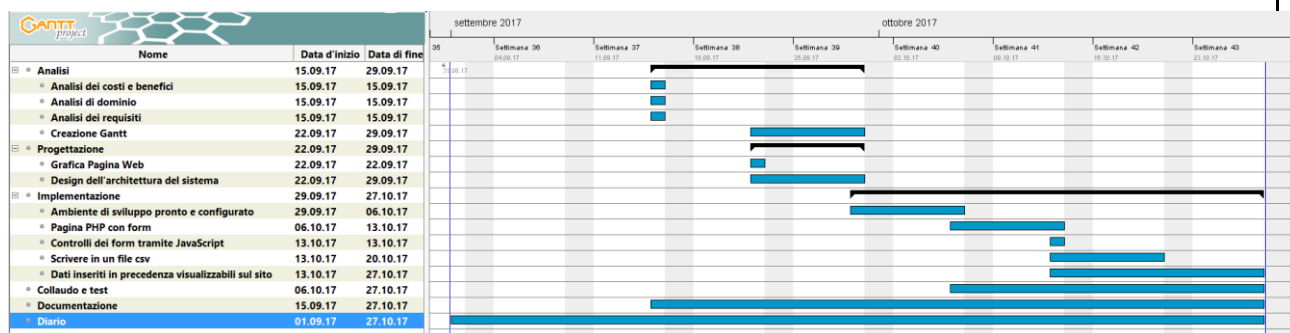 GANTT
project
settembre 2017
ottobre 2017
Nome Data d'inizio Data di fine
35 Settimana 36 Settimana 37 Settimana 38 Settimana 39 Settimana 40 Settimana 41 Settimana 42 Settimana 43
04.09.17 11.09.17 18.09.17 25.09.17 02.10.17 09.10.17 16.10.17 23.10.17
Analisi 15.09.17 29.09.17
Analisi dei costi e benefici 15.09.17 15.09.17
Analisi di dominio 15.09.17 15.09.17
Analisi dei requisiti 15.09.17 15.09.17
Creazione Gantt 22.09.17 29.09.17
Progettazione 22.09.17 29.09.17
Grafica Pagina Web 22.09.17 22.09.17
Design dell'architettura del sistema 22.09.17 29.09.17
Implementazione 29.09.17 27.10.17
Ambiente di sviluppo pronto e configurato 29.09.17 06.10.17
Pagina PHP con form 06.10.17 13.10.17
Controlli dei form tramite JavaScript 13.10.17 13.10.17
Scrivere in un file csv 13.10.17 20.10.17
Dati inseriti in precedenza visualizzabili sul sito 13.10.17 27.10.17
Collaudo e test 06.10.17 27.10.17
Documentazione 15.09.17 27.10.17
Diario 01.09.17 27.10.17